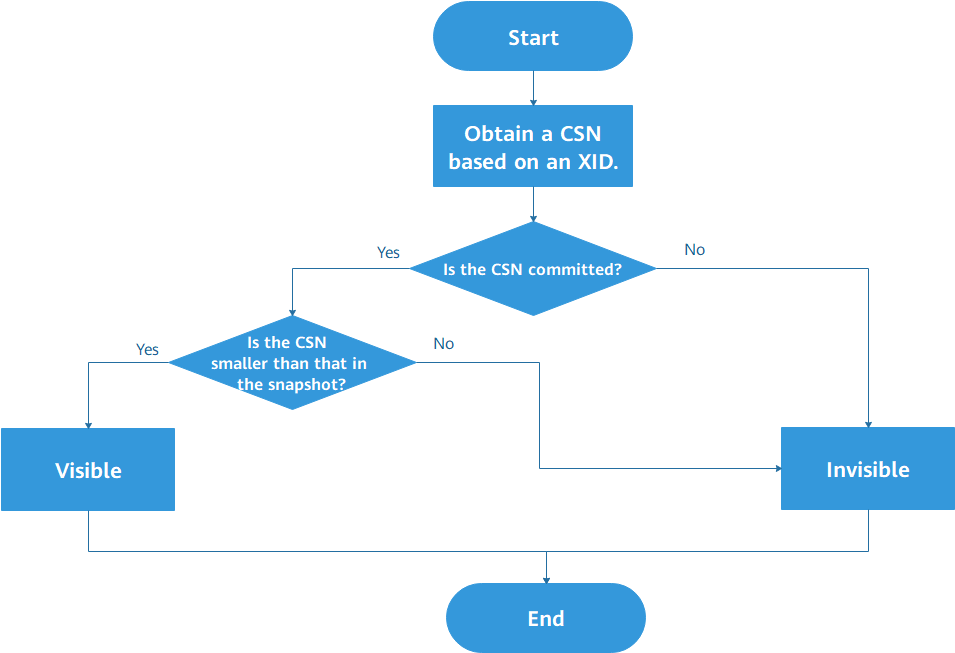 Start
Obtain a CSN
based on an XID.
Yes
Is the CSN committed?
No
Yes
Is the CSN
smaller than that in
the snapshot?
No
Visible
Invisible
End